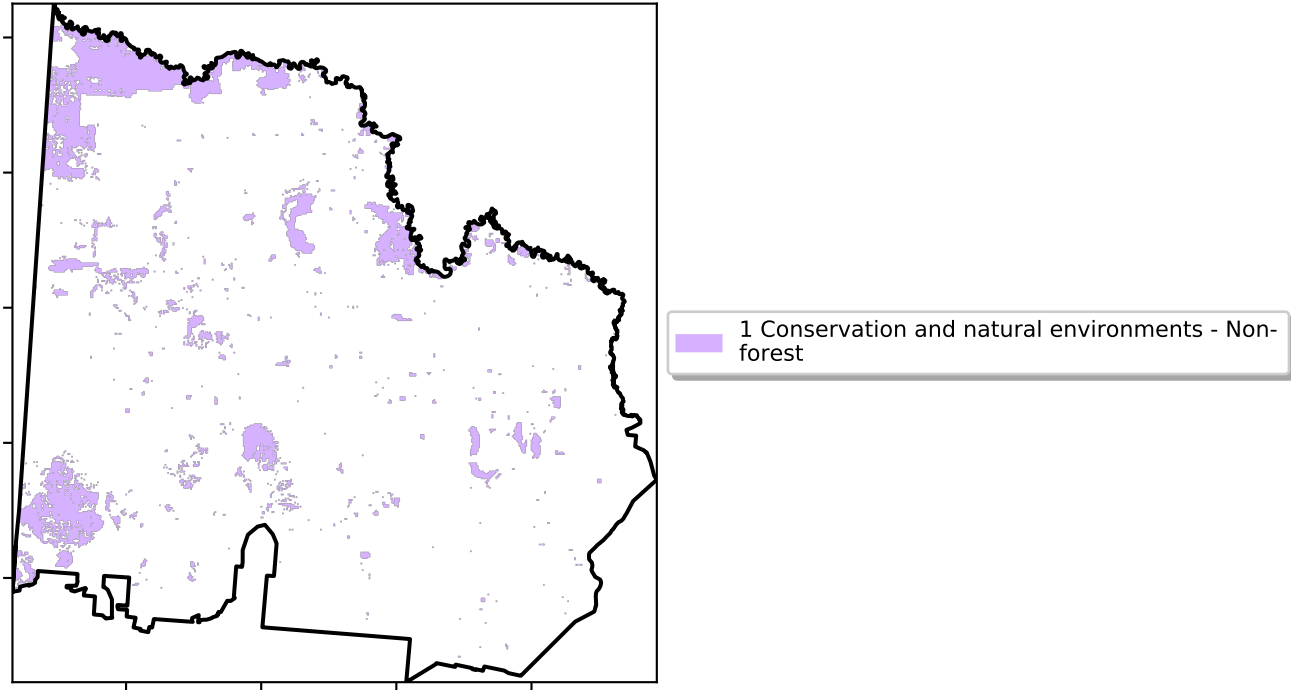 1 Conservation and natural environments - Non-
forest